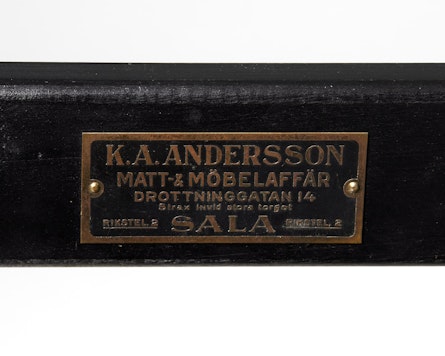 K.A. ANDERSSON
MATT-& MÖBELAFFÄR
DROTTNINGGATAN 14
Strax invid stora torget
RIKSTEL. 2 SALA RIKSTEL. 2